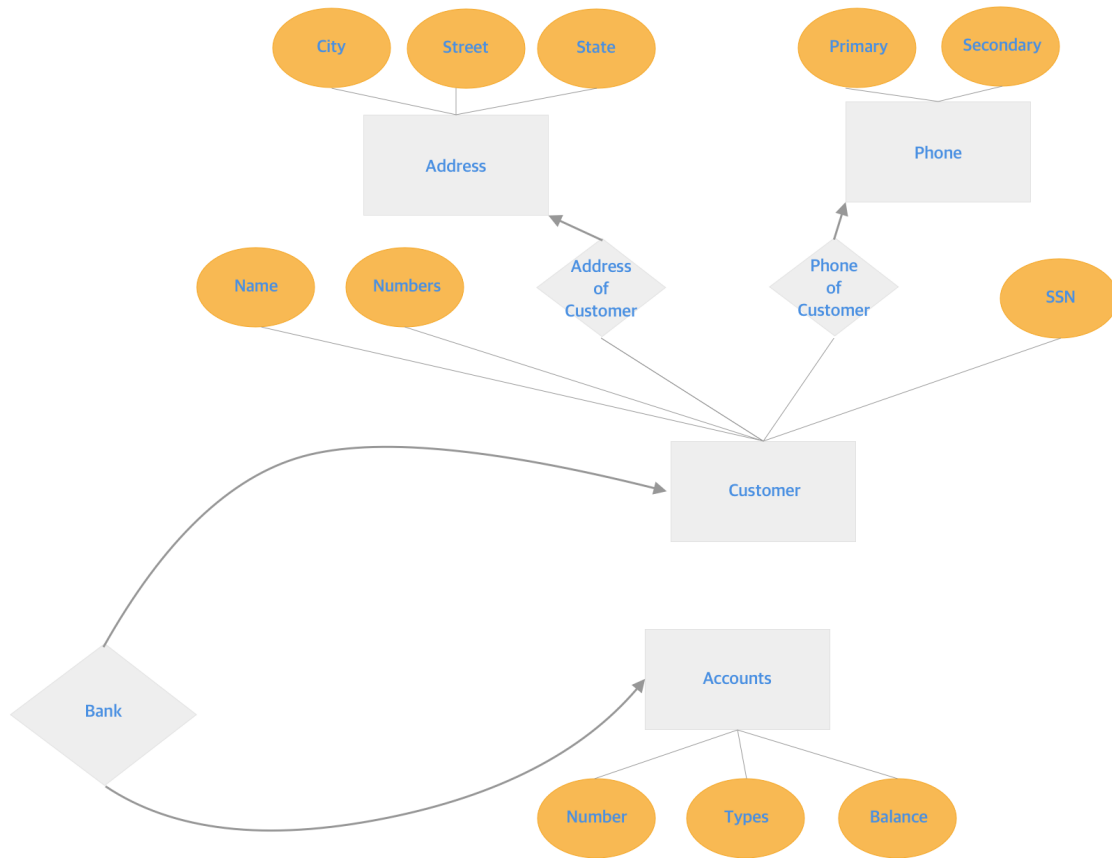 City
Street
State
Primary
Secondary
Address
Phone
Name
Numbers
Address
of
Customer
Phone
of
Customer
SSN
Customer
Accounts
Bank
Number
Types
Balance